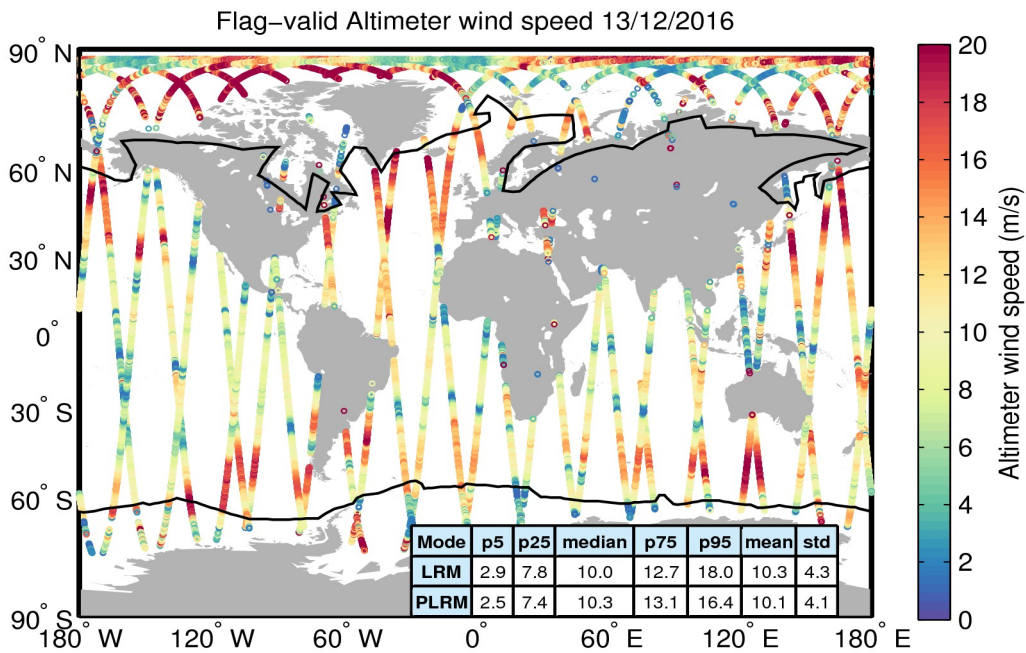 Flag−valid Altimeter wind speed 13/12/2016
90° N
60° N
30° N
0°
30° S
60° S
90° S
180° W
120° W
60° W
0°
60° E
120° E
180° E
Mode p5 p25 median p75 p95 mean std
LRM 2.9 7.8 10.0 12.7 18.0 10.3 4.3
PLRM 2.5 7.4 10.3 13.1 16.4 10.1 4.1
20
18
16
14
12
10
8
6
4
2
0
Altimeter wind speed (m/s)